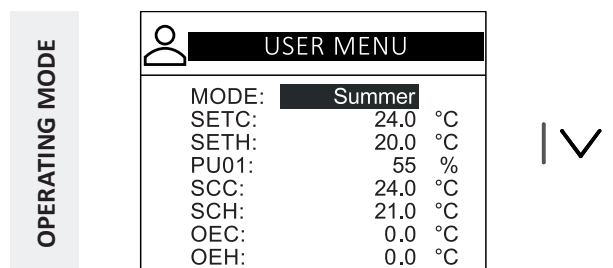 OPERATING MODE
USER MENU
MODE: Summer
SETC: 24.0 °C
SETH: 20.0 °C
PU01: 55 %
SCC: 24.0 °C
SCH: 21.0 °C
OEC: 0.0 °C
OEH: 0.0 °C